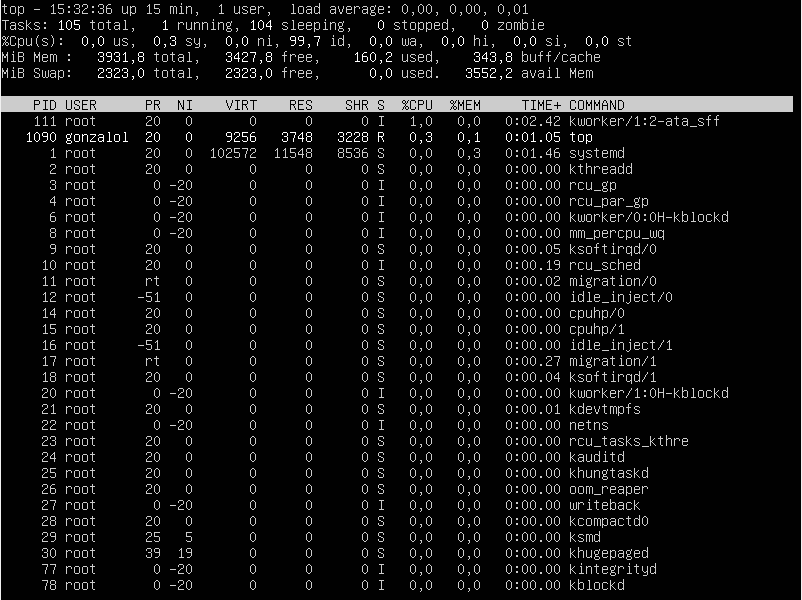 top - 15:32:36 up 15 min,  1 user,  load average: 0,00, 0,00, 0,01
Tasks: 105 total,   1 running, 104 sleeping,   0 stopped,   0 zombie
%Cpu(s):  0,0 us,  0,3 sy,  0,0 ni, 99,7 id,  0,0 wa,  0,0 hi,  0,0 si,  0,0 st
MiB Mem :   3931,8 total,   3427,8 free,    160,2 used,    343,8 buff/cache
MiB Swap:   2323,0 total,   2323,0 free,      0,0 used.   3552,2 avail Mem
    PID USER      PR  NI    VIRT    RES    SHR S  %CPU  %MEM     TIME+ COMMAND
    111 root      20   0       0      0      0 I   1,0   0,0   0:02.42 kworker/1:2-ata_sff
   1090 gonzalol  20   0    9256   3748   3228 R   0,3   0,1   0:01.05 top
      1 root      20   0  102572  11548   8536 S   0,0   0,3   0:01.46 systemd
      2 root      20   0       0      0      0 S   0,0   0,0   0:00.00 kthreadd
      3 root       0 -20       0      0      0 I   0,0   0,0   0:00.00 rcu_gp
      4 root       0 -20       0      0      0 I   0,0   0,0   0:00.00 rcu_par_gp
      6 root       0 -20       0      0      0 I   0,0   0,0   0:00.00 kworker/0:0H-kblockd
      8 root       0 -20       0      0      0 I   0,0   0,0   0:00.00 mm_percpu_wq
      9 root      20   0       0      0      0 S   0,0   0,0   0:00.05 ksoftirqd/0
     10 root      20   0       0      0      0 I   0,0   0,0   0:00.19 rcu_sched
     11 root      rt   0       0      0      0 S   0,0   0,0   0:00.02 migration/0
     12 root     -51   0       0      0      0 S   0,0   0,0   0:00.00 idle_inject/0
     14 root      20   0       0      0      0 S   0,0   0,0   0:00.00 cpuhp/0
     15 root      20   0       0      0      0 S   0,0   0,0   0:00.00 cpuhp/1
     16 root     -51   0       0      0      0 S   0,0   0,0   0:00.00 idle_inject/1
     17 root      rt   0       0      0      0 S   0,0   0,0   0:00.27 migration/1
     18 root      20   0       0      0      0 S   0,0   0,0   0:00.04 ksoftirqd/1
     20 root       0 -20       0      0      0 I   0,0   0,0   0:00.00 kworker/1:0H-kblockd
     21 root      20   0       0      0      0 S   0,0   0,0   0:00.01 kdevtmpfs
     22 root       0 -20       0      0      0 I   0,0   0,0   0:00.00 netns
     23 root      20   0       0      0      0 S   0,0   0,0   0:00.00 rcu_tasks_kthre
     24 root      20   0       0      0      0 S   0,0   0,0   0:00.00 kauditd
     25 root      20   0       0      0      0 S   0,0   0,0   0:00.00 khungtaskd
     26 root      20   0       0      0      0 S   0,0   0,0   0:00.00 oom_reaper
     27 root       0 -20       0      0      0 I   0,0   0,0   0:00.00 writeback
     28 root      20   0       0      0      0 S   0,0   0,0   0:00.00 kcompactd0
     29 root      25   5       0      0      0 S   0,0   0,0   0:00.00 ksmd
     30 root      39  19       0      0      0 S   0,0   0,0   0:00.00 khugepaged
     77 root       0 -20       0      0      0 I   0,0   0,0   0:00.00 kintegrityd
     78 root       0 -20       0      0      0 I   0,0   0,0   0:00.00 kblockd